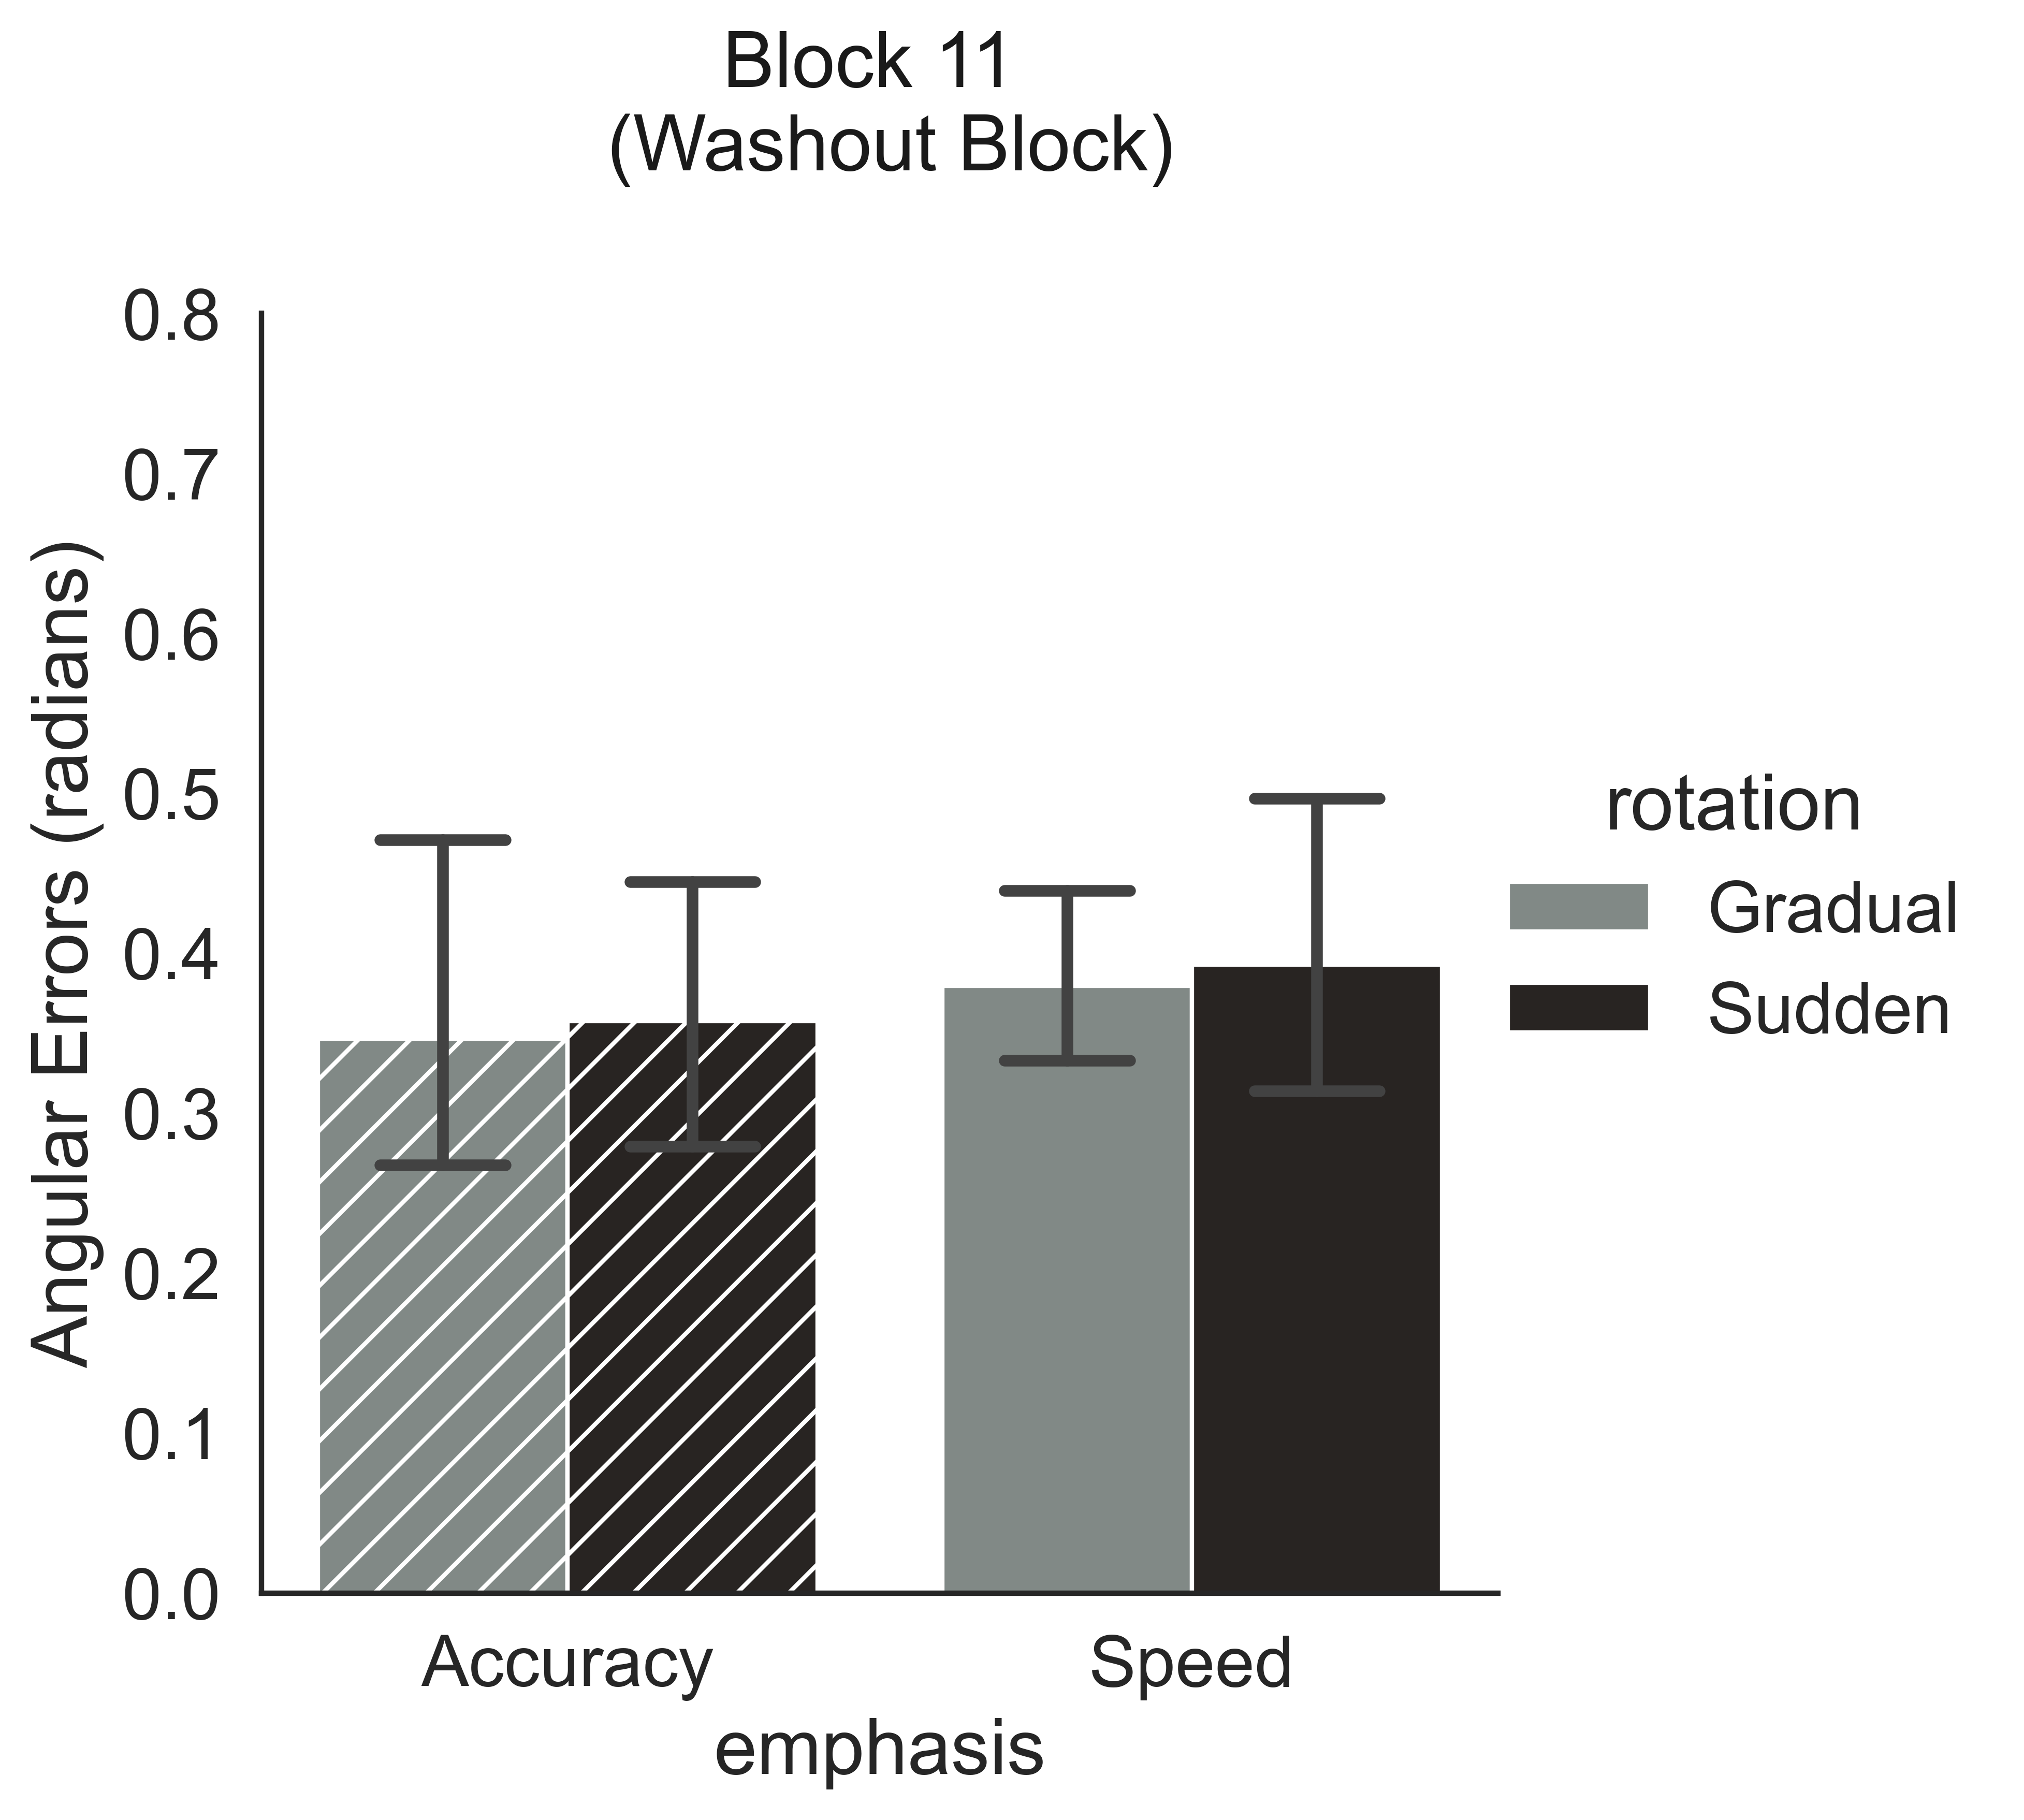 Block 11
(Washout Block)
0.8
0.7
0.6
0.5
0.4
0.3
0.2
0.1
0.0
Angular Errors (radians)
Accuracy
Speed
emphasis
rotation
Gradual
Sudden